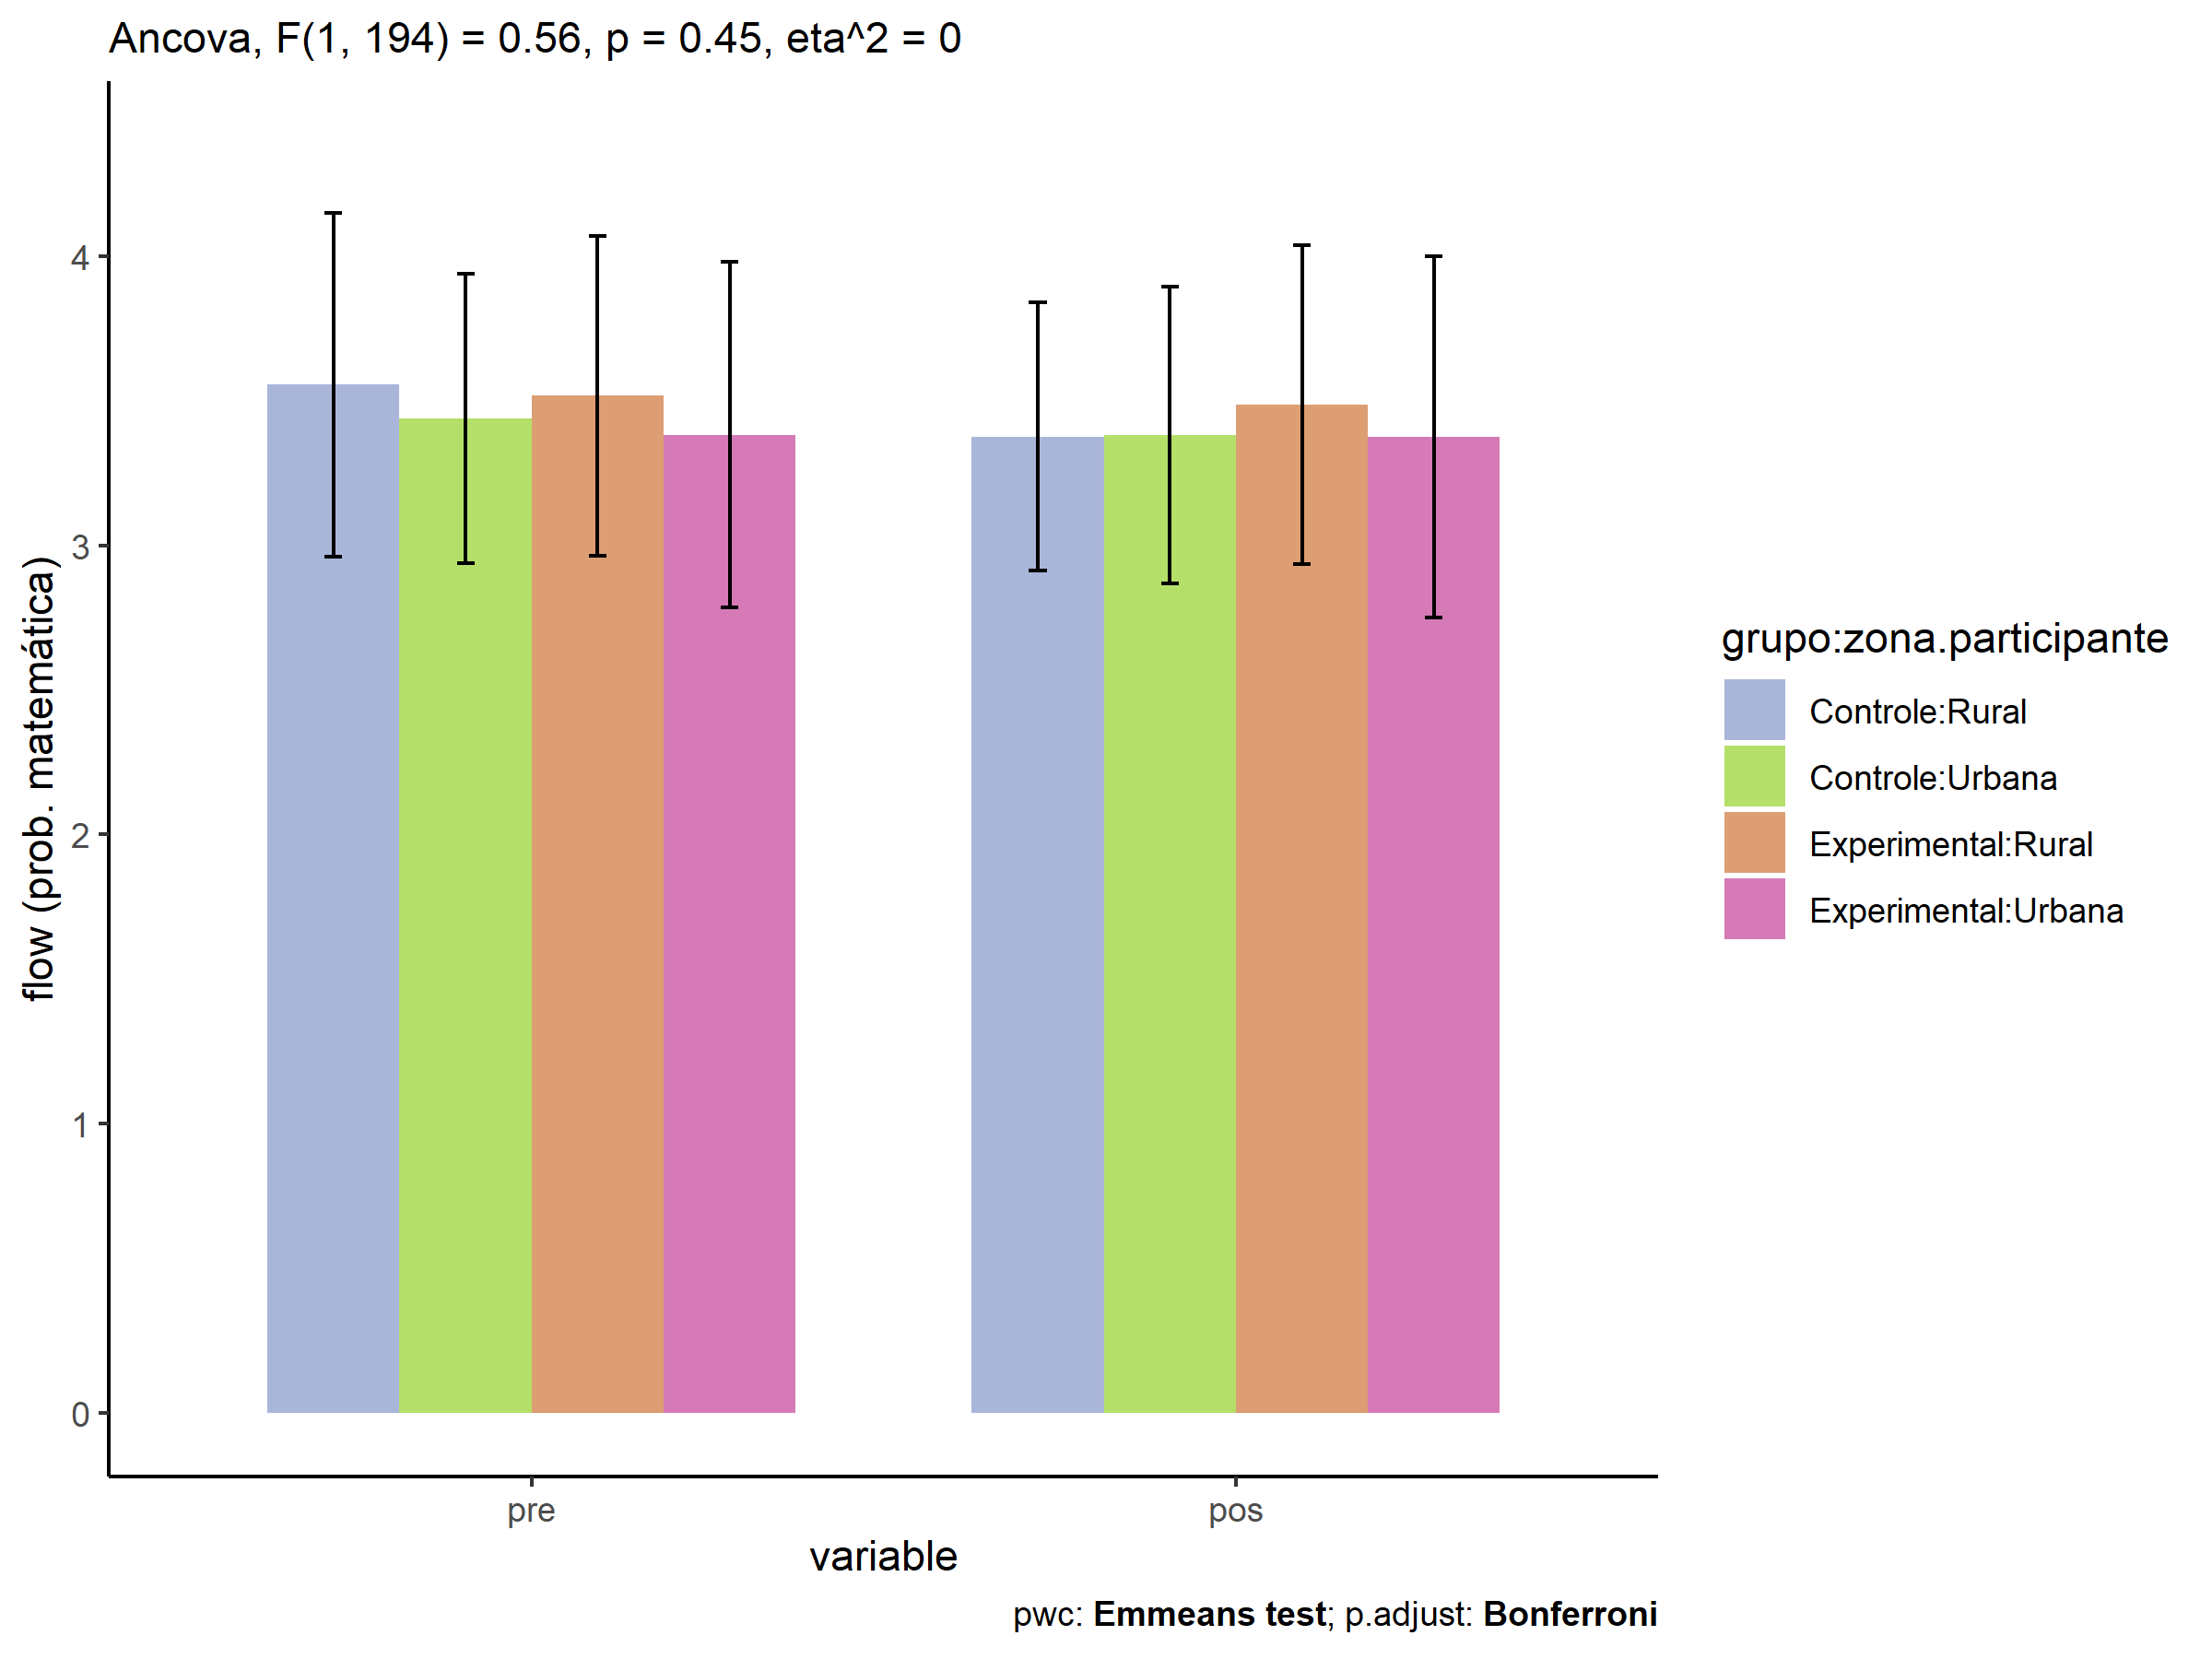 Ancova, F(1, 194) = 0.56, p = 0.45, eta^2 = 0
flow (prob. matemática)
4
3
2
1
0
pre
pos
variable
grupo:zona.participante
Controle:Rural
Controle:Urbana
Experimental:Rural
Experimental:Urbana
pwc: Emmeans test; p.adjust: Bonferroni